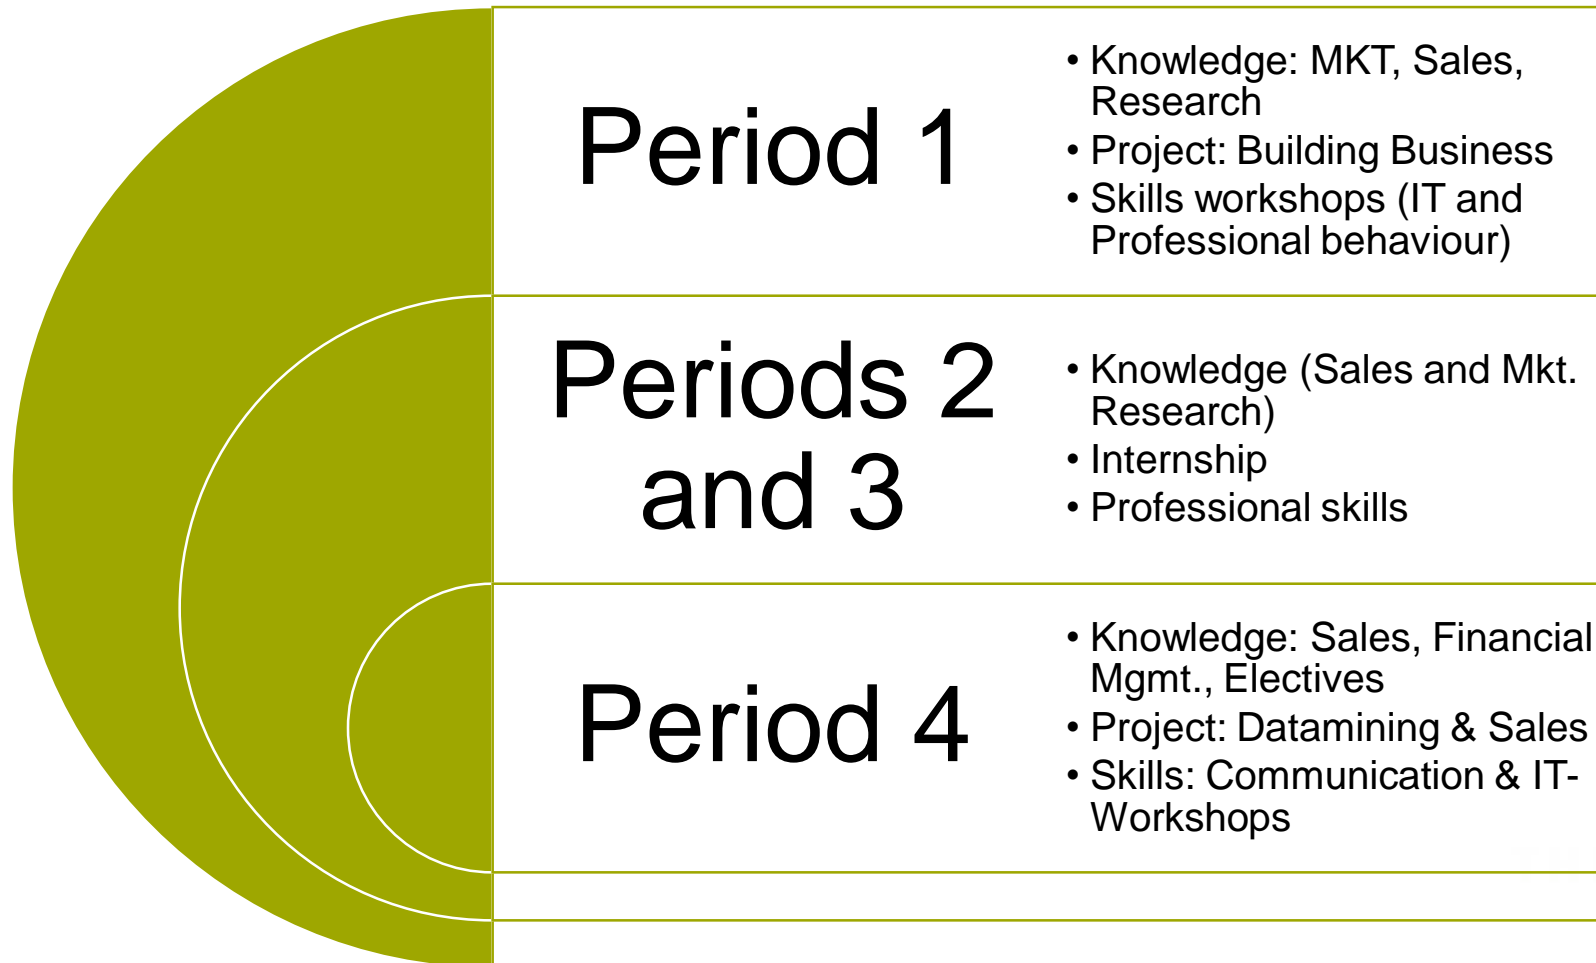 Period 1
• Knowledge: MKT, Sales,
Research
• Project: Building Business
• Skills workshops (IT and
Professional behaviour)
Periods 2
and 3
• Knowledge (Sales and Mkt.
Research)
• Internship
• Professional skills
Period 4
• Knowledge: Sales, Financial
Mgmt., Electives
• Project: Datamining & Sales
• Skills: Communication & IT-
Workshops